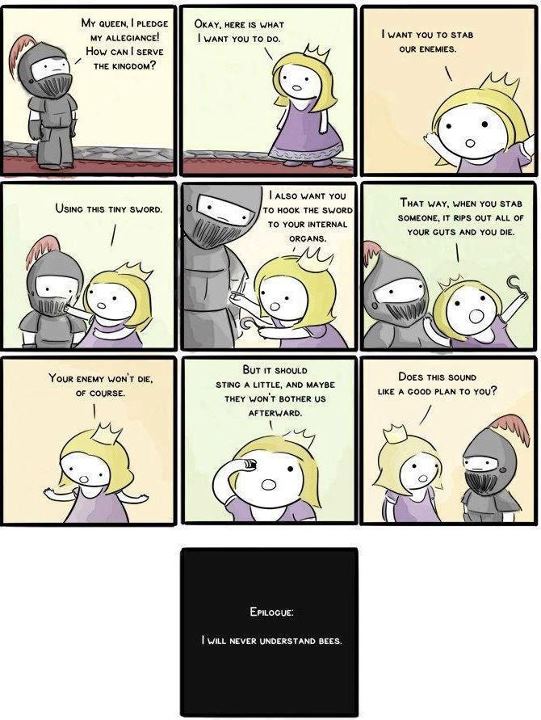 My queen, I pledge
my allegiance!
How can I serve
the kingdom?
Okay, here is what
I want you to do.
I want you to stab
our enemies.
Using this tiny sword.
I also want you
to hook the sword
to your internal
organs.
That way, when you stab
someone, it rips out all of
your guts and you die.
Your enemy won't die,
of course.
But it should
sting a little, and maybe
they won't bother us
afterward.
Does this sound
like a good plan to you?
Epilogue:
I will never understand bees.